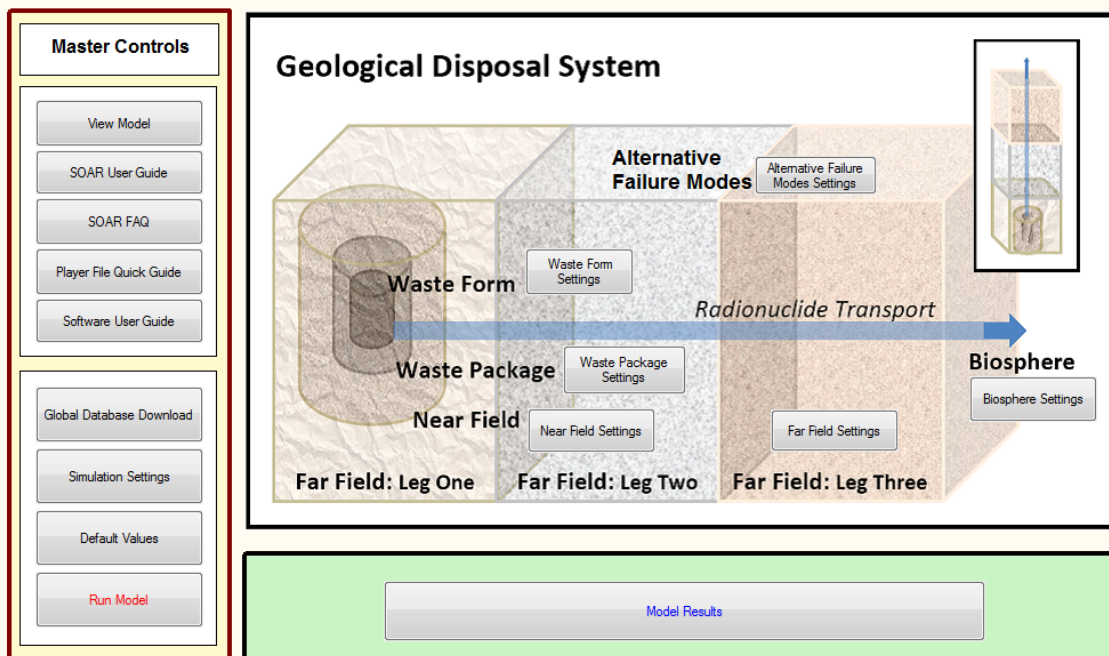 Master Controls
View Model
SOAR User Guide
SOAR FAQ
Player File Quick Guide
Software User Guide
Global Database Download
Simulation Settings
Default Values
Run Model
Geological Disposal System
Alternative
Failure Modes
Alternative Failure
Modes Settings
Waste Form
Waste Form
Settings
Radionuclide Transport
Waste Package
Waste Package
Settings
Biosphere
Biosphere Settings
Near Field
Near Field Settings
Far Field Settings
Far Field: Leg One
Far Field: Leg Two
Far Field: Leg Three
Model Results